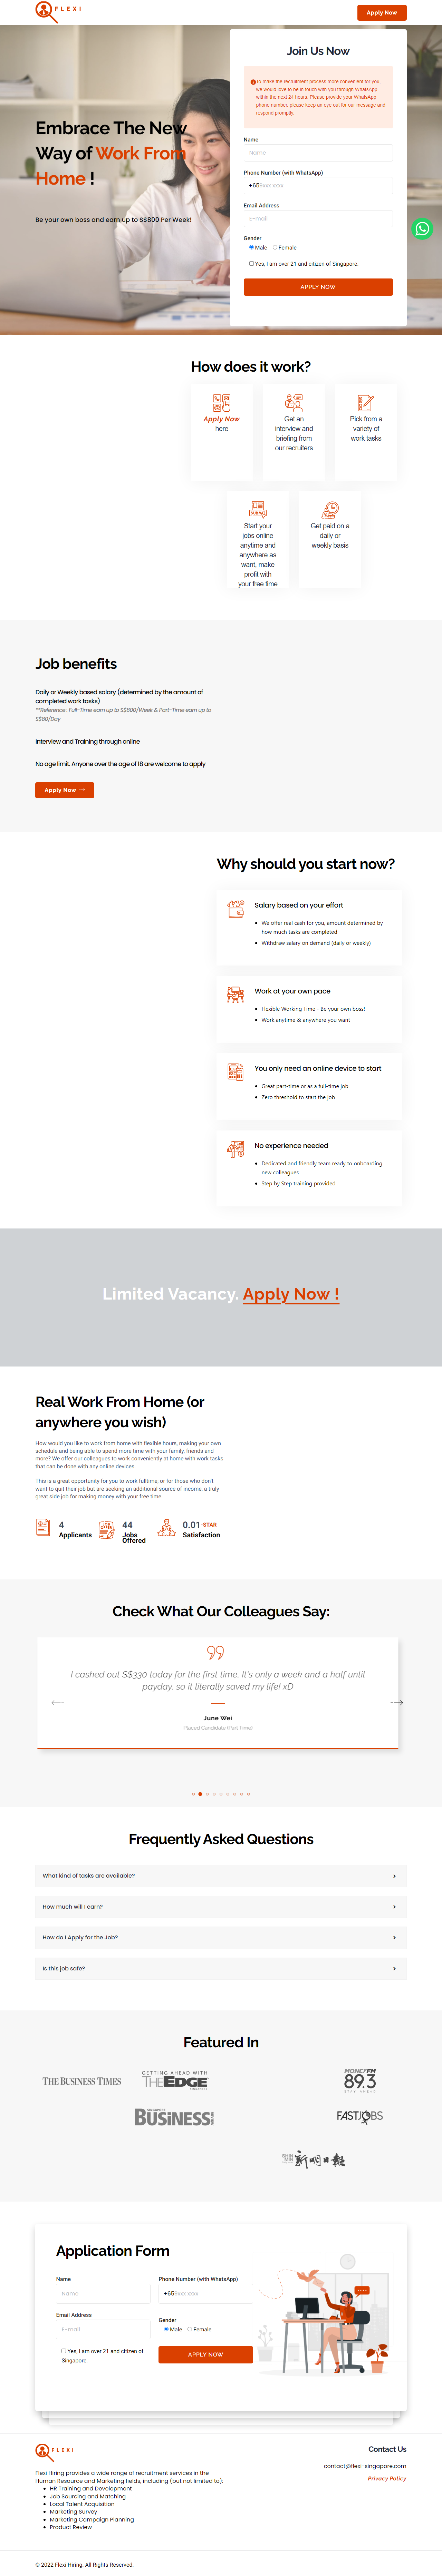 FLEXI
Apply Now
Embrace The New
Way of Work From
Home !
Be your own boss and earn up to S$800 Per Week!
Join Us Now
To make the recruitment process more convenient for you,
we would love to be in touch with you through WhatsApp
within the next 24 hours. Please provide your WhatsApp
phone number, please keep an eye out for our message and
respond promptly.
Name
Name
Phone Number (with WhatsApp)
+65 8xxx xxxx
Email Address
E-mail
Gender
Male Female
Yes, I am over 21 and citizen of Singapore.
APPLY NOW
How does it work?
Apply Now
here
Get an
interview and
briefing from
our recruiters
Pick from a
variety of
work tasks
Start your
jobs online
anytime and
anywhere as
want, make
profit with
your free time
Get paid on a
daily or
weekly basis
Job benefits
Daily or Weekly based salary (determined by the amount of
completed work tasks)
**Reference : Full-Time earn up to S$800/Week & Part-Time earn up to
S$80/Day
Interview and Training through online
No age limit. Anyone over the age of 18 are welcome to apply
Apply Now →
Why should you start now?
Salary based on your effort
• We offer real cash for you, amount determined by
how much tasks are completed
• Withdraw salary on demand (daily or weekly)
Work at your own pace
• Flexible Working Time - Be your own boss!
• Work anytime & anywhere you want
You only need an online device to start
• Great part-time or as a full-time job
• Zero threshold to start the job
No experience needed
• Dedicated and friendly team ready to onboarding
new colleagues
• Step by Step training provided
Limited Vacancy. Apply Now !
Real Work From Home (or
anywhere you wish)
How would you like to work from home with flexible hours, making your own
schedule and being able to spend more time with your family, friends and
more? We offer our colleagues to work conveniently at home with work tasks
that can be done with any online devices.
This is a great opportunity for you to work fulltime; or for those who don't
want to quit their job but are seeking an additional source of income, a truly
great side job for making money with your free time.
4
Applicants
44
Jobs
Offered
0.01-STAR
Satisfaction
Check What Our Colleagues Say:
I cashed out S$330 today for the first time. It's only a week and a half until
payday, so it literally saved my life! xD
June Wei
Placed Candidate (Part Time)
Frequently Asked Questions
What kind of tasks are available?
How much will I earn?
How do I Apply for the Job?
Is this job safe?
Featured In
THE BUSINESS TIMES
GETTING AHEAD WITH
THE EDGE
MONEY FM
89.3
BUSINESS
FASTJOBS
新明日報
Application Form
Name
Name
Phone Number (with WhatsApp)
+65 8xxx xxxx
Email Address
E-mail
Gender
Male Female
Yes, I am over 21 and citizen of
Singapore.
APPLY NOW
FLEXI
Flexi Hiring provides a wide range of recruitment services in the
Human Resource and Marketing fields, including (but not limited to):
• HR Training and Development
• Job Sourcing and Matching
• Local Talent Acquisition
• Marketing Survey
• Marketing Campaign Planning
• Product Review
Contact Us
contact@flexi-singapore.com
Privacy Policy
© 2022 Flexi Hiring. All Rights Reserved.